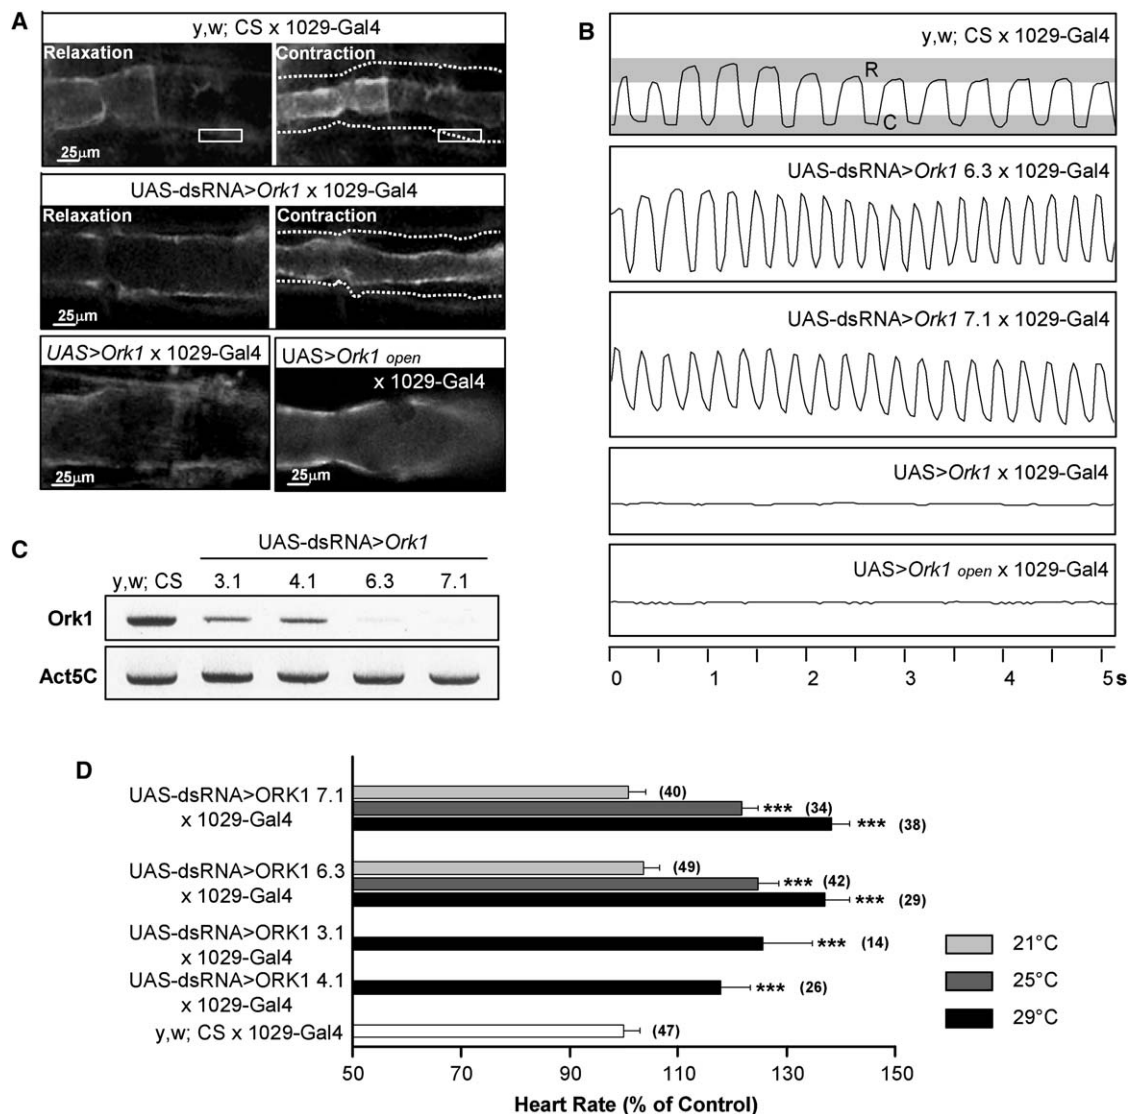 A
y,w; CS x 1029-Gal4
Relaxation
Contraction
25μm
UAS-dsRNA>Ork1 x 1029-Gal4
Relaxation
Contraction
25μm
UAS>Ork1 x 1029-Gal4
25μm
UAS>Ork1 open
x 1029-Gal4
25μm
B
y,w; CS x 1029-Gal4
R
C
UAS-dsRNA>Ork1 6.3 x 1029-Gal4
UAS-dsRNA>Ork1 7.1 x 1029-Gal4
UAS>Ork1 x 1029-Gal4
UAS>Ork1 open x 1029-Gal4
0 1 2 3 4 5 s
C
UAS-dsRNA>Ork1
y,w; CS 3.1 4.1 6.3 7.1
Ork1
Act5C
D
UAS-dsRNA>ORK1 7.1
x 1029-Gal4
(40)
*** (34)
*** (38)
UAS-dsRNA>ORK1 6.3
x 1029-Gal4
(49)
*** (42)
*** (29)
UAS-dsRNA>ORK1 3.1
x 1029-Gal4
*** (14)
UAS-dsRNA>ORK1 4.1
x 1029-Gal4
*** (26)
y,w; CS x 1029-Gal4
(47)
21°C
25°C
29°C
50 70 90 110 130 150
Heart Rate (% of Control)